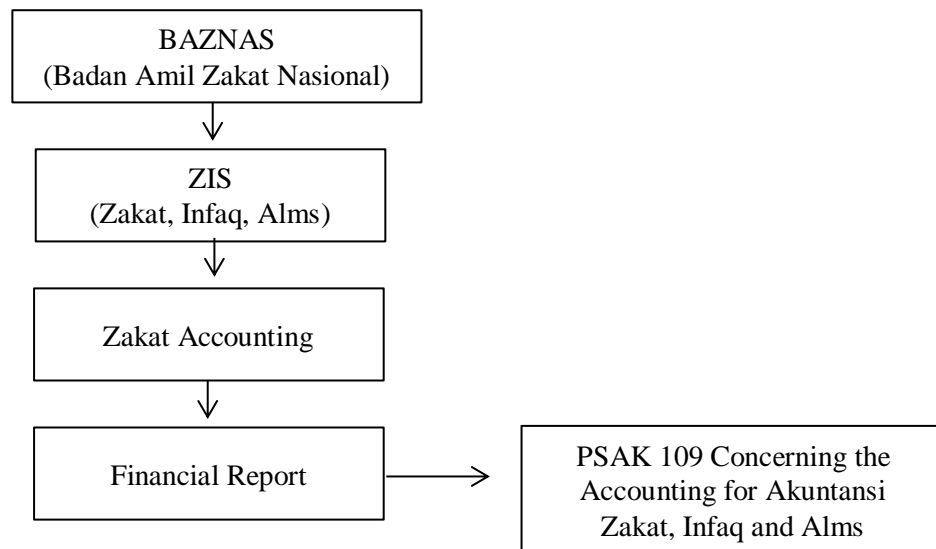 BAZNAS
(Badan Amil Zakat Nasional)
ZIS
(Zakat, Infaq, Alms)
Zakat Accounting
Financial Report
PSAK 109 Concerning the
Accounting for Akuntansi
Zakat, Infaq and Alms